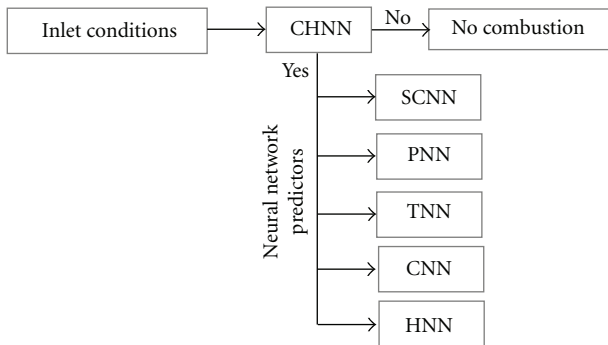 Inlet conditions
CHNN
No
No combustion
Yes
SCNN
Neural network
predictors
PNN
TNN
CNN
HNN